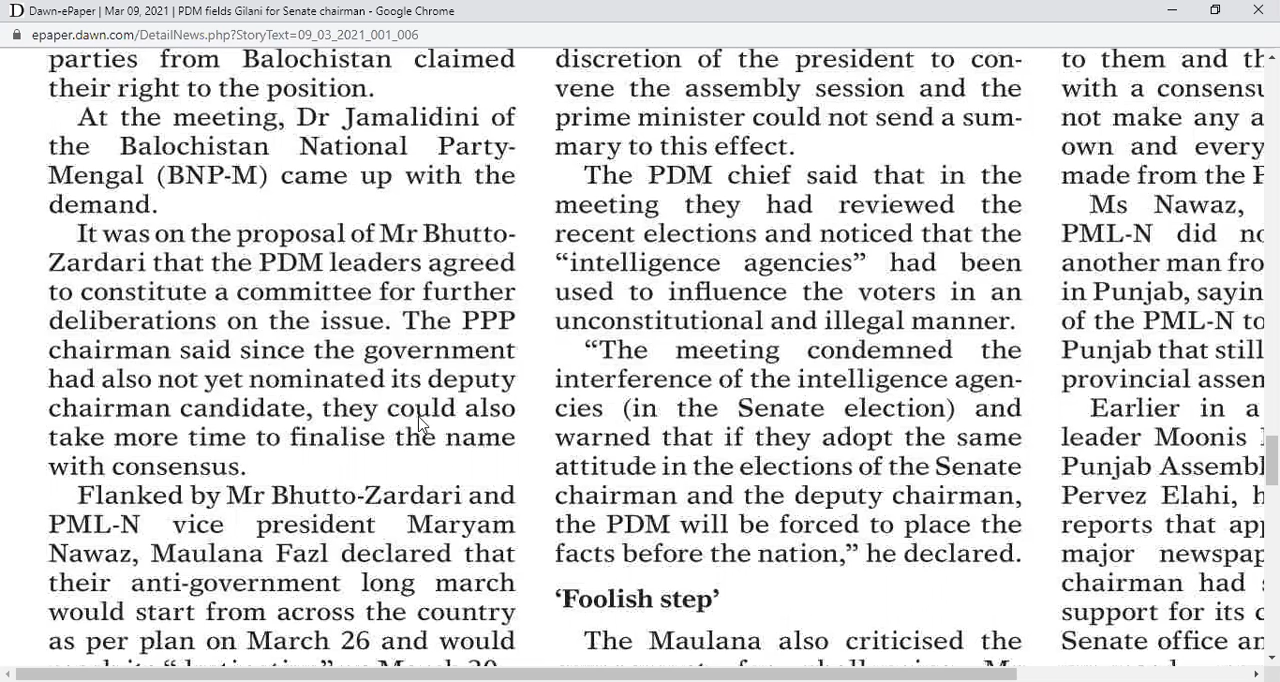 Dawn-ePaper | Mar 09, 2021 | PDM fields Gilani for Senate chairman - Google Chrome
epaper.dawn.com/DetailNews.php?StoryText=09_03_2021_001_006
parties from Balochistan claimed
their right to the position.
At the meeting, Dr Jamalidini of
the Balochistan National Party-
Mengal (BNP-M) came up with the
demand.
It was on the proposal of Mr Bhutto-
Zardari that the PDM leaders agreed
to constitute a committee for further
deliberations on the issue. The PPP
chairman said since the government
had also not yet nominated its deputy
chairman candidate, they could also
take more time to finalise the name
with consensus.
Flanked by Mr Bhutto-Zardari and
PML-N vice president Maryam
Nawaz, Maulana Fazl declared that
their anti-government long march
would start from across the country
as per plan on March 26 and would
discretion of the president to con-
vene the assembly session and the
prime minister could not send a sum-
mary to this effect.
The PDM chief said that in the
meeting they had reviewed the
recent elections and noticed that the
“intelligence agencies” had been
used to influence the voters in an
unconstitutional and illegal manner.
“The meeting condemned the
interference of the intelligence agen-
cies (in the Senate election) and
warned that if they adopt the same
attitude in the elections of the Senate
chairman and the deputy chairman,
the PDM will be forced to place the
facts before the nation,” he declared.
‘Foolish step’
The Maulana also criticised the
to them and
with a
not make any a
own and every
made from the
Ms Nawaz,
PML-N did
another man
in Punjab,
of the PML-N to
Punjab that still
provincial
Earlier in a
leader Moonis
Punjab
Pervez Elahi,
reports that
major
chairman had
support for its
Senate office